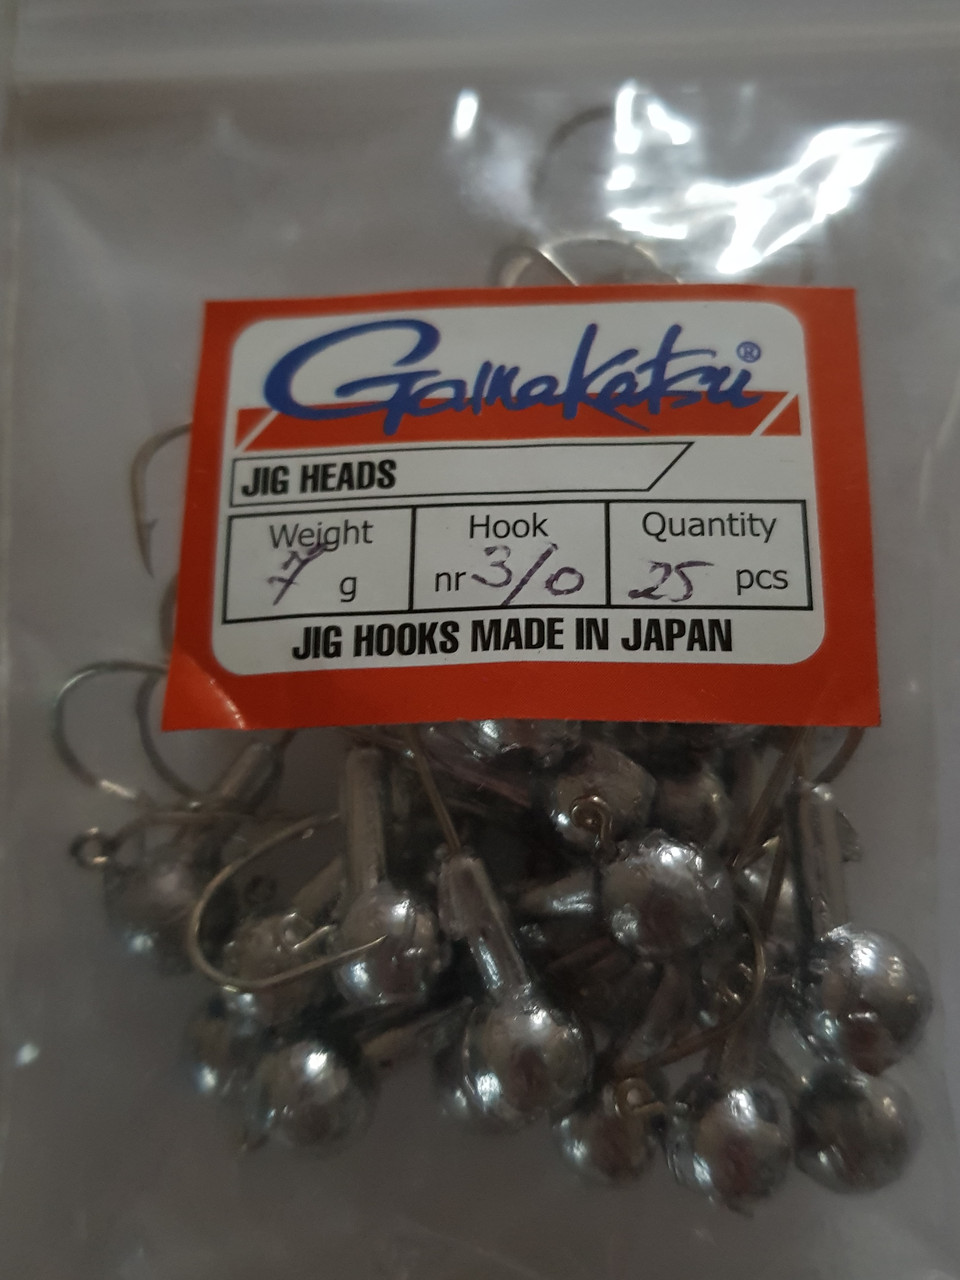 Gamakatsu®
JIG HEADS
Weight Hook Quantity
7 g nr 3/0 25 pcs
JIG HOOKS MADE IN JAPAN